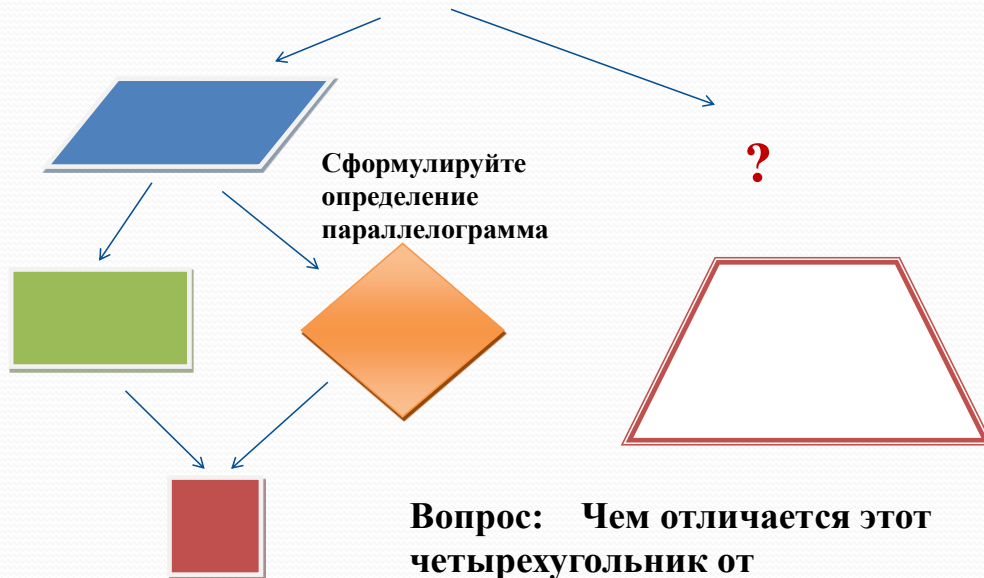 Сформулируйте
определение
параллелограмма
?
Вопрос: Чем отличается этот
четырехугольник от